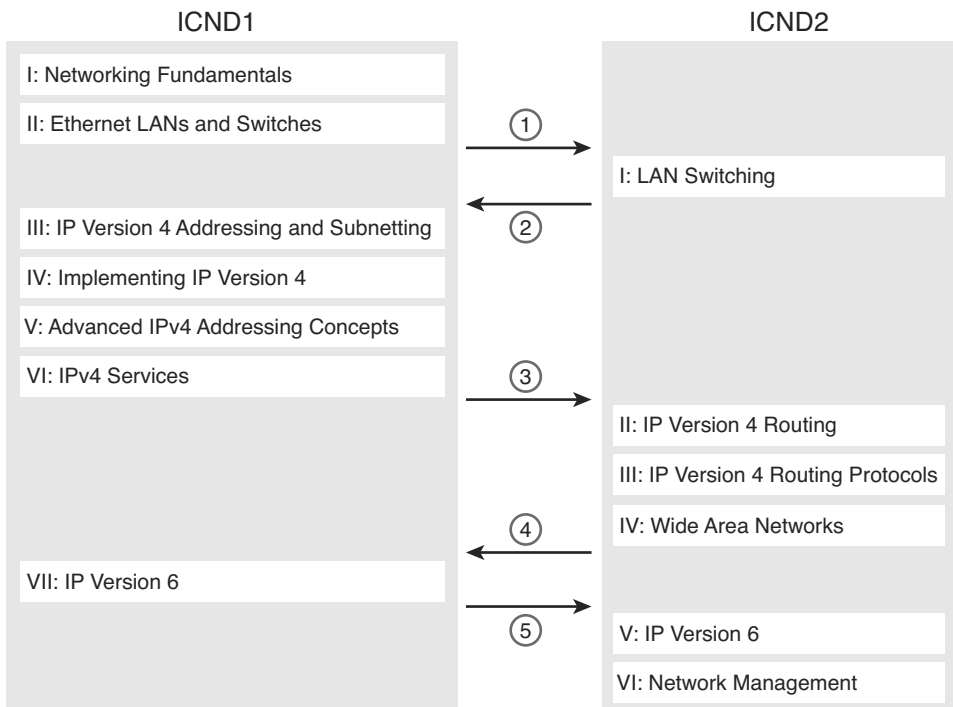 ICND1
ICND2
I: Networking Fundamentals
II: Ethernet LANs and Switches
1
I: LAN Switching
2
III: IP Version 4 Addressing and Subnetting
IV: Implementing IP Version 4
V: Advanced IPv4 Addressing Concepts
VI: IPv4 Services
3
II: IP Version 4 Routing
III: IP Version 4 Routing Protocols
IV: Wide Area Networks
4
VII: IP Version 6
5
V: IP Version 6
VI: Network Management